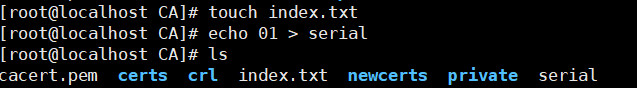 [root@localhost CA]# touch index.txt
[root@localhost CA]# echo 01 > serial
[root@localhost CA]# ls
cacert.pem  certs  crl  index.txt  newcerts  private  serial